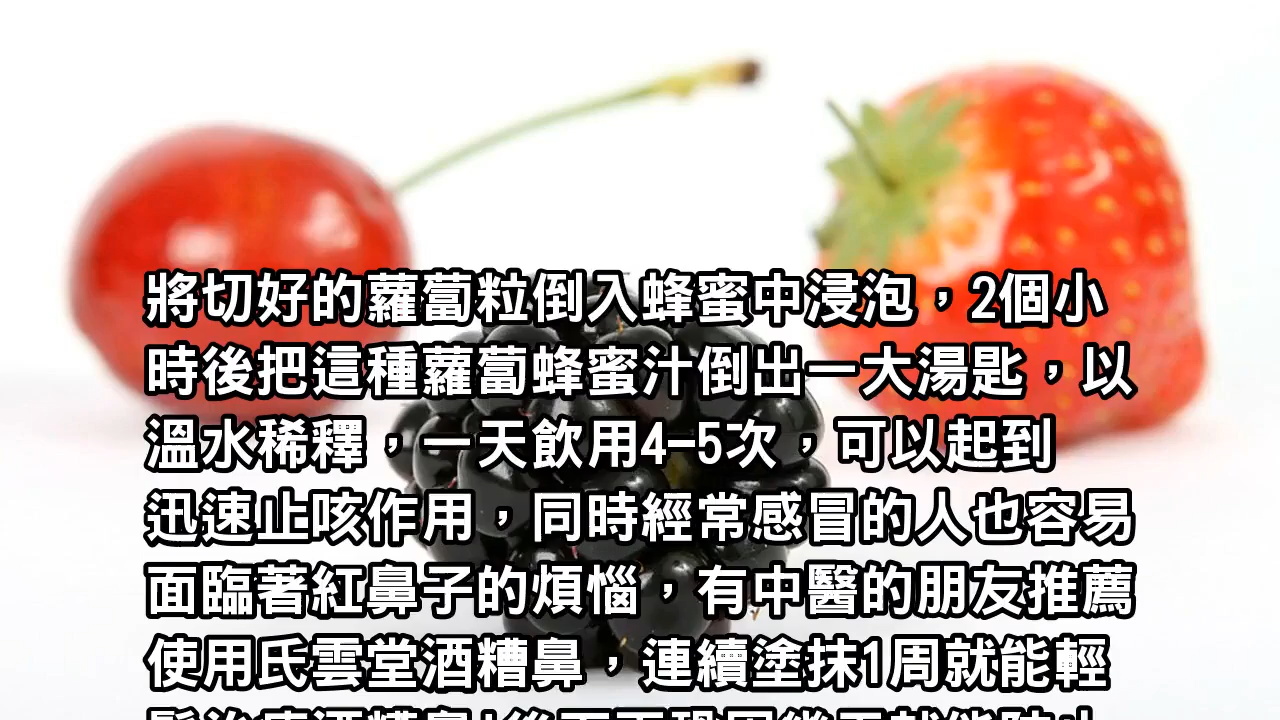 將切好的蘿蔔粒倒入蜂蜜中浸泡，2個小
時後把這種蘿蔔蜂蜜汁倒出一大湯匙，以
溫水稀釋，一天飲用4-5次，可以起到
迅速止咳作用，同時經常感冒的人也容易
面臨著紅鼻子的煩惱，有中醫的朋友推薦
使用氏雲堂酒糟鼻，連續塗抹1周就能輕